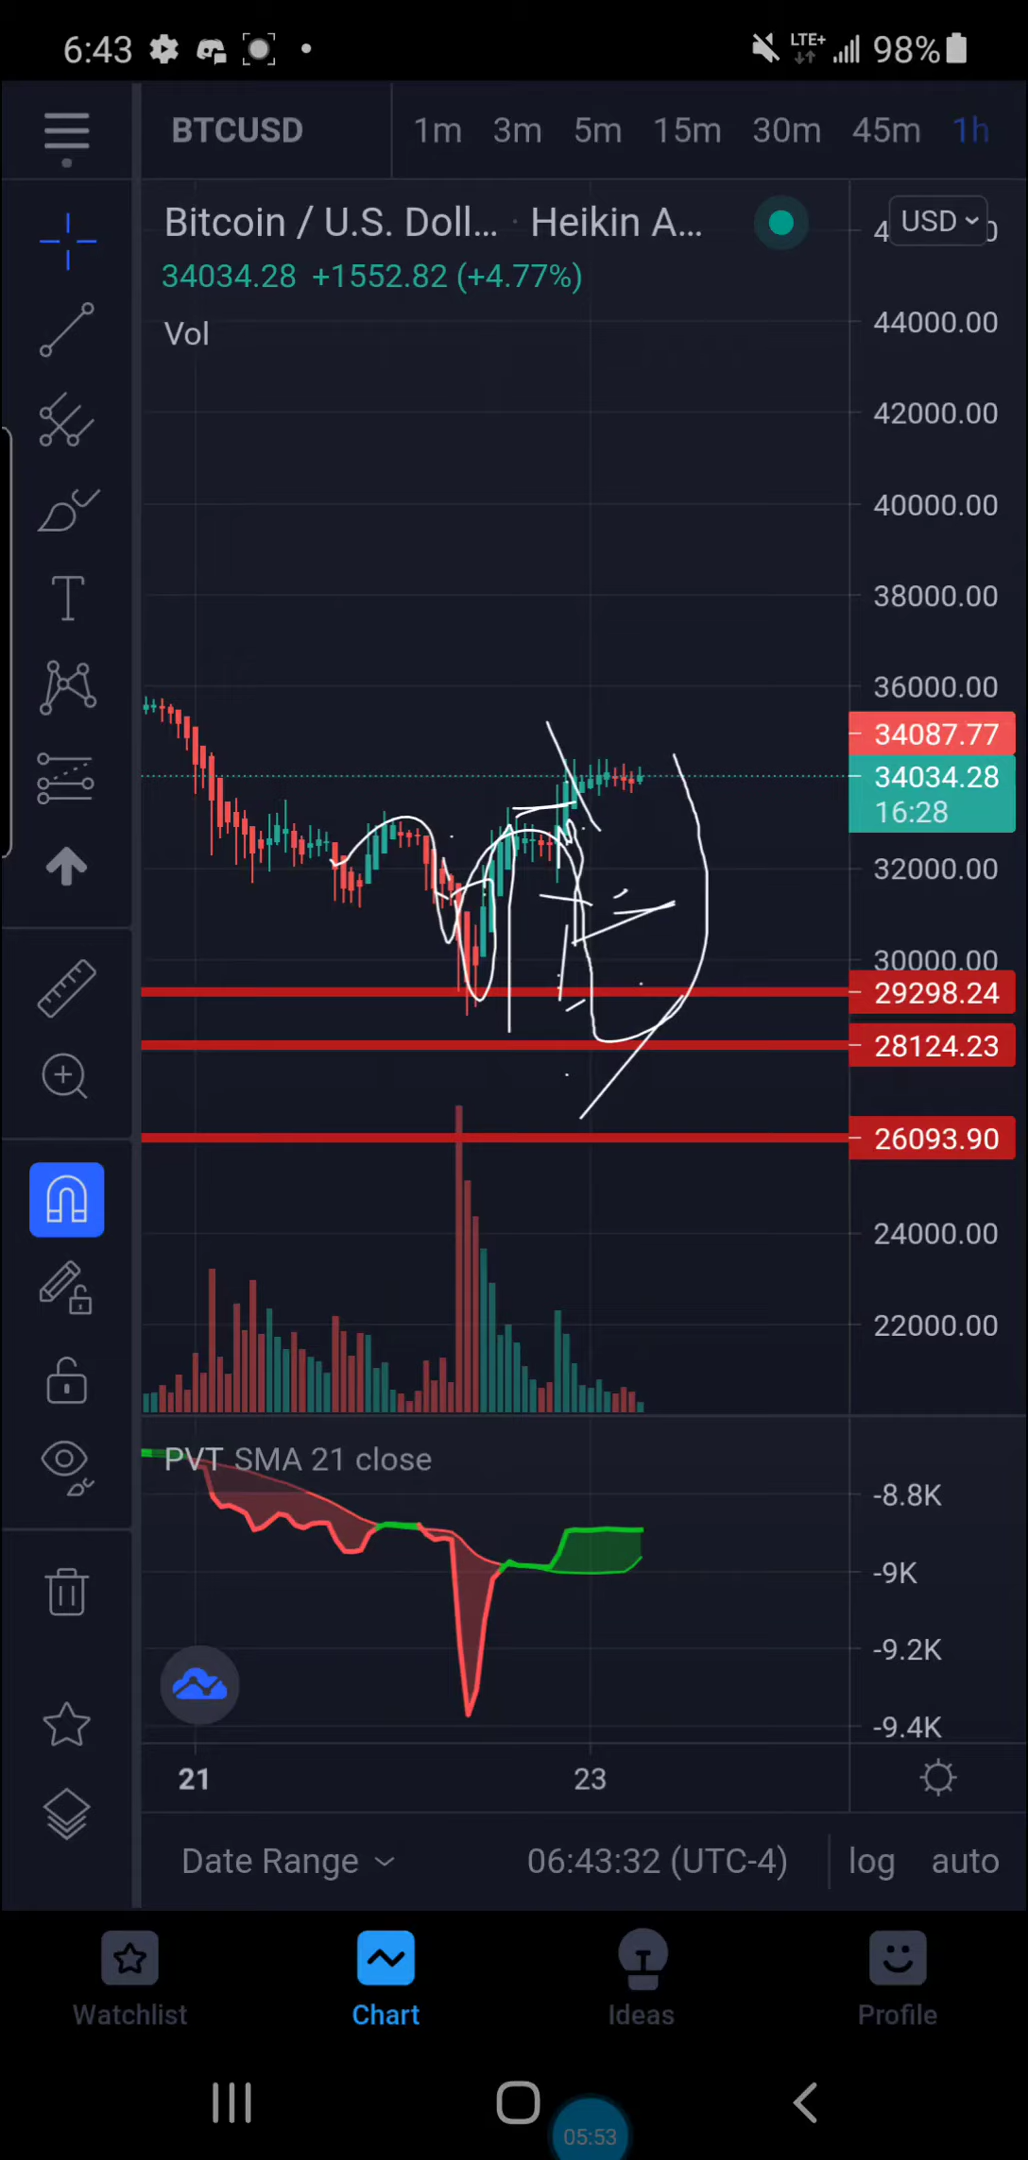 6:43 LTE+ 98%
BTCUSD 1m 3m 5m 15m 30m 45m 1h
Bitcoin / U.S. Doll... · Heikin A... USD
34034.28 +1552.82 (+4.77%)
Vol
44000.00
42000.00
40000.00
38000.00
36000.00
34087.77
34034.28
16:28
32000.00
30000.00
29298.24
28124.23
26093.90
24000.00
22000.00
PVT SMA 21 close
-8.8K
-9K
-9.2K
-9.4K
21 23
Date Range 06:43:32 (UTC-4) log auto
Watchlist Chart Ideas Profile
05:53